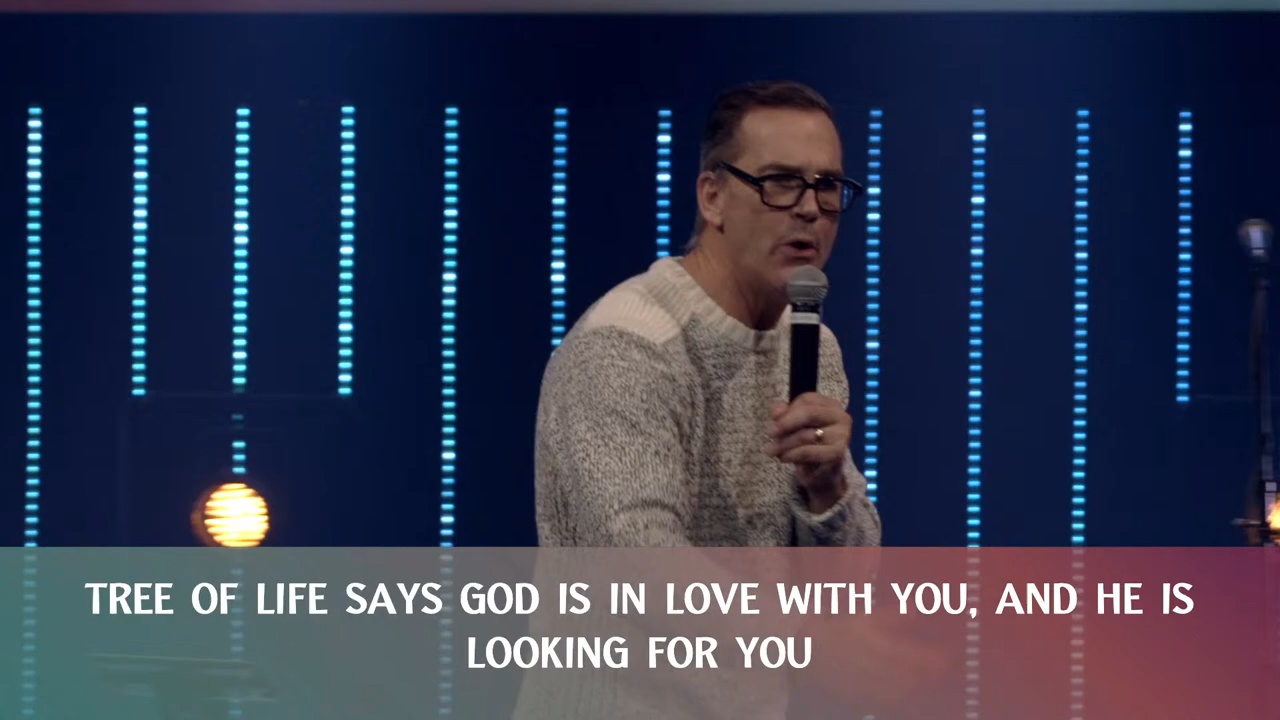 TREE OF LIFE SAYS GOD IS IN LOVE WITH YOU, AND HE IS
LOOKING FOR YOU